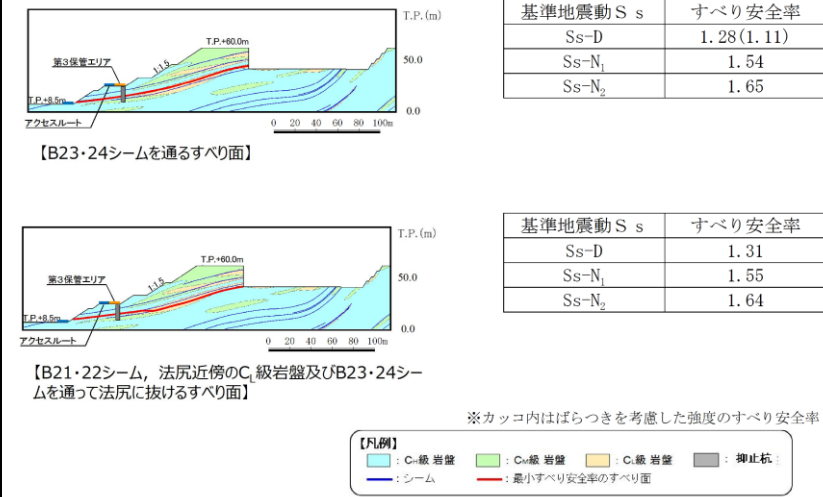 T.P.(m)
T.P.+60.0m
第3保管エリア
1:1.5
50.0
T.P.+8.5m
0.0
アクセスルート
0 20 40 60 80 100m
【B23・24シームを通るすべり面】
基準地震動Ｓｓ すべり安全率
Ss-D 1.28(1.11)
Ss-N₁ 1.54
Ss-N₂ 1.65
T.P.(m)
T.P.+60.0m
第3保管エリア
1:1.5
50.0
T.P.+8.5m
0.0
アクセスルート
0 20 40 60 80 100m
【B21・22シーム，法尻近傍のCL級岩盤及びB23・24シー
ムを通って法尻に抜けるすべり面】
基準地震動Ｓｓ すべり安全率
Ss-D 1.31
Ss-N₁ 1.55
Ss-N₂ 1.64
※カッコ内はばらつきを考慮した強度のすべり安全率
【凡例】
：CH級 岩盤 ：CM級 岩盤 ：CL級 岩盤 ：抑止杭
：シーム ：最小すべり安全率のすべり面